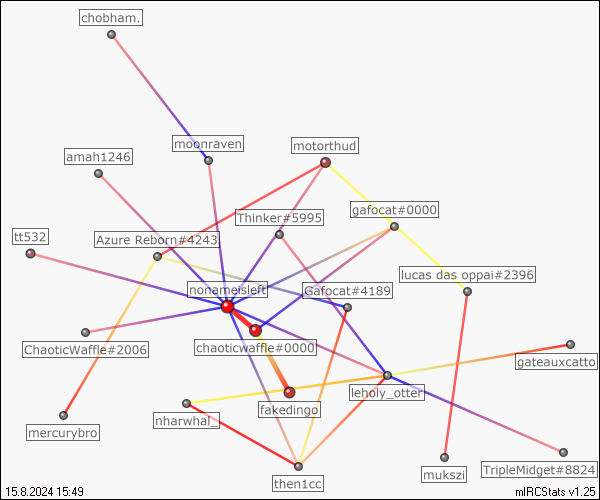 chobham.
moonraven
motorthud
amah1246
gafocat#0000
Thinker#5995
tt532
Azure Reborn#4243
lucas das oppai#2396
nonameisleft
Gafocat#4189
ChaoticWaffle#2006
chaoticwaffle#0000
gateauxcatto
leholy_otter
fakedingo
nharwhal_
mercurybro
TripleMidget#8824
mukszi
then1cc
15.8.2024 15:49
mIRCStats v1.25